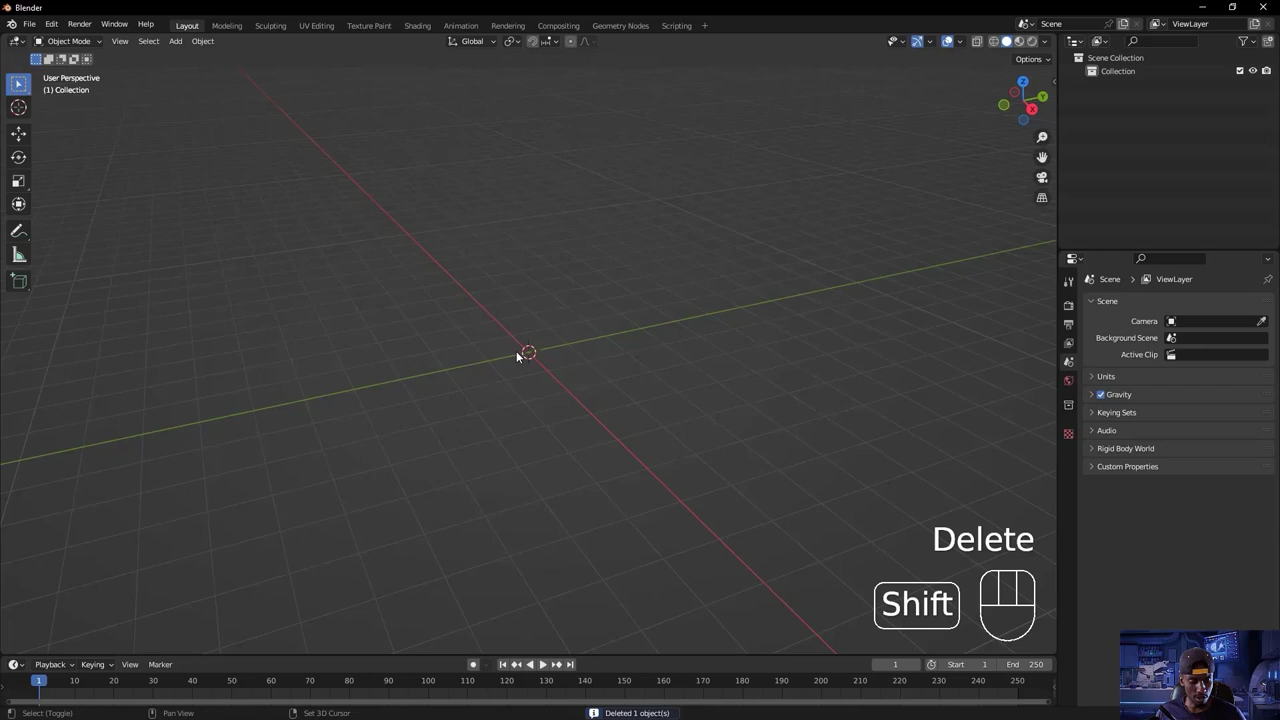 Blender
File Edit Render Window Help Layout Modeling Sculpting UV Editing Texture Paint Shading Animation Rendering Compositing Geometry Nodes Scripting + Scene ViewLayer
Object Mode View Select Add Object Global
Options
User Perspective
(1) Collection
Z
Y
X
Scene Collection
Collection
Scene ViewLayer
Scene
Camera
Background Scene
Active Clip
Units
Gravity
Keying Sets
Audio
Rigid Body World
Custom Properties
Delete
Shift
Playback Keying View Marker 1 Start 1 End 250
1 10 20 30 40 50 60 70 80 90 100 110 120 130 140 150 160 170 180 190 200 210 220 230 240 250
Select (Toggle) Pan View Set 3D Cursor Deleted 1 object(s)